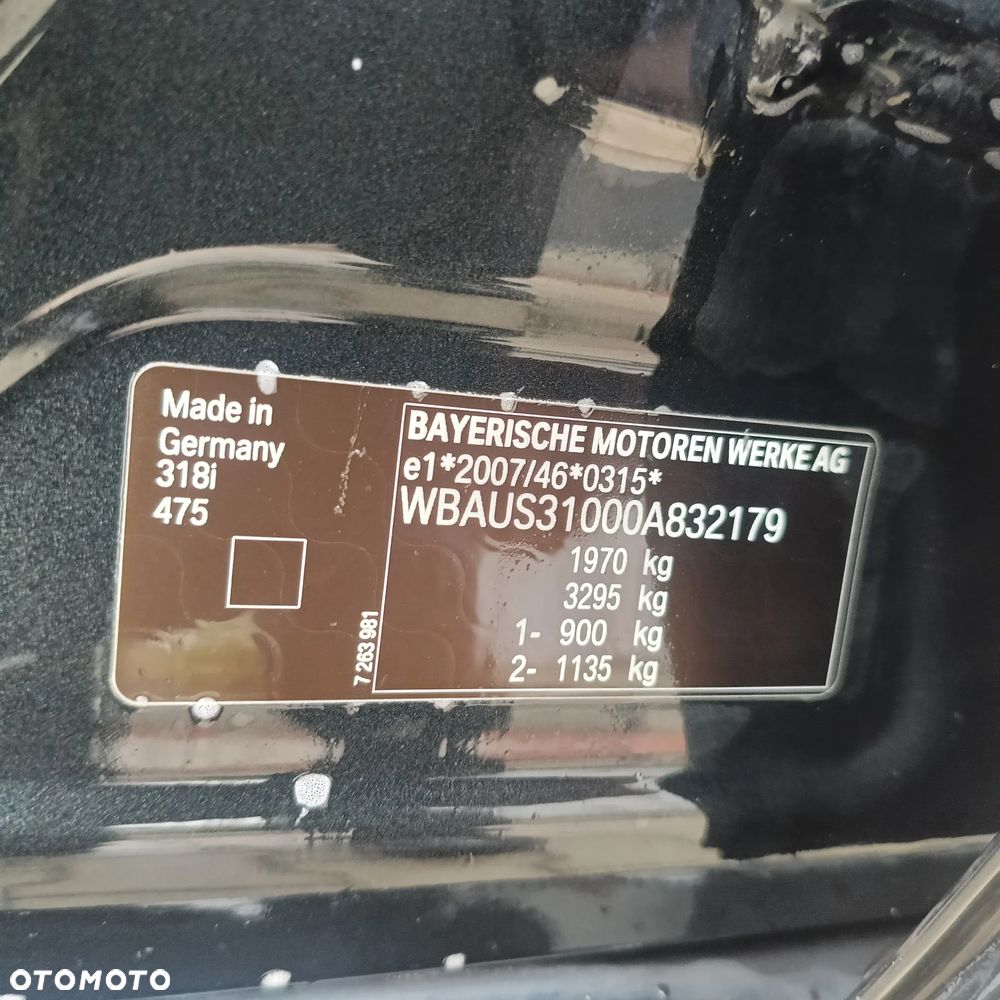 Made in
Germany
318i
475
7 263 981
BAYERISCHE MOTOREN WERKE AG
e1*2007/46*0315*
WBAUS31000A832179
1970 kg
3295 kg
1- 900 kg
2- 1135 kg
OTOMOTO